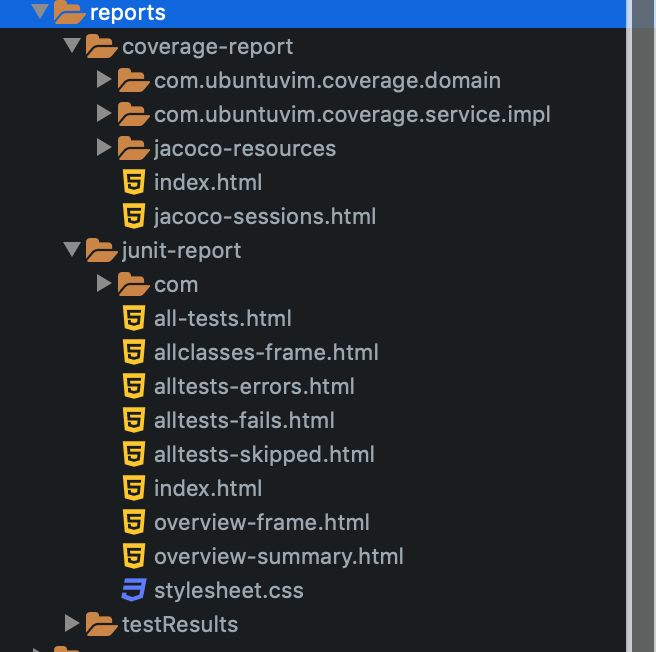 reports
coverage-report
com.ubuntuvim.coverage.domain
com.ubuntuvim.coverage.service.impl
jacoco-resources
index.html
jacoco-sessions.html
junit-report
com
all-tests.html
allclasses-frame.html
alltests-errors.html
alltests-fails.html
alltests-skipped.html
index.html
overview-frame.html
overview-summary.html
stylesheet.css
testResults